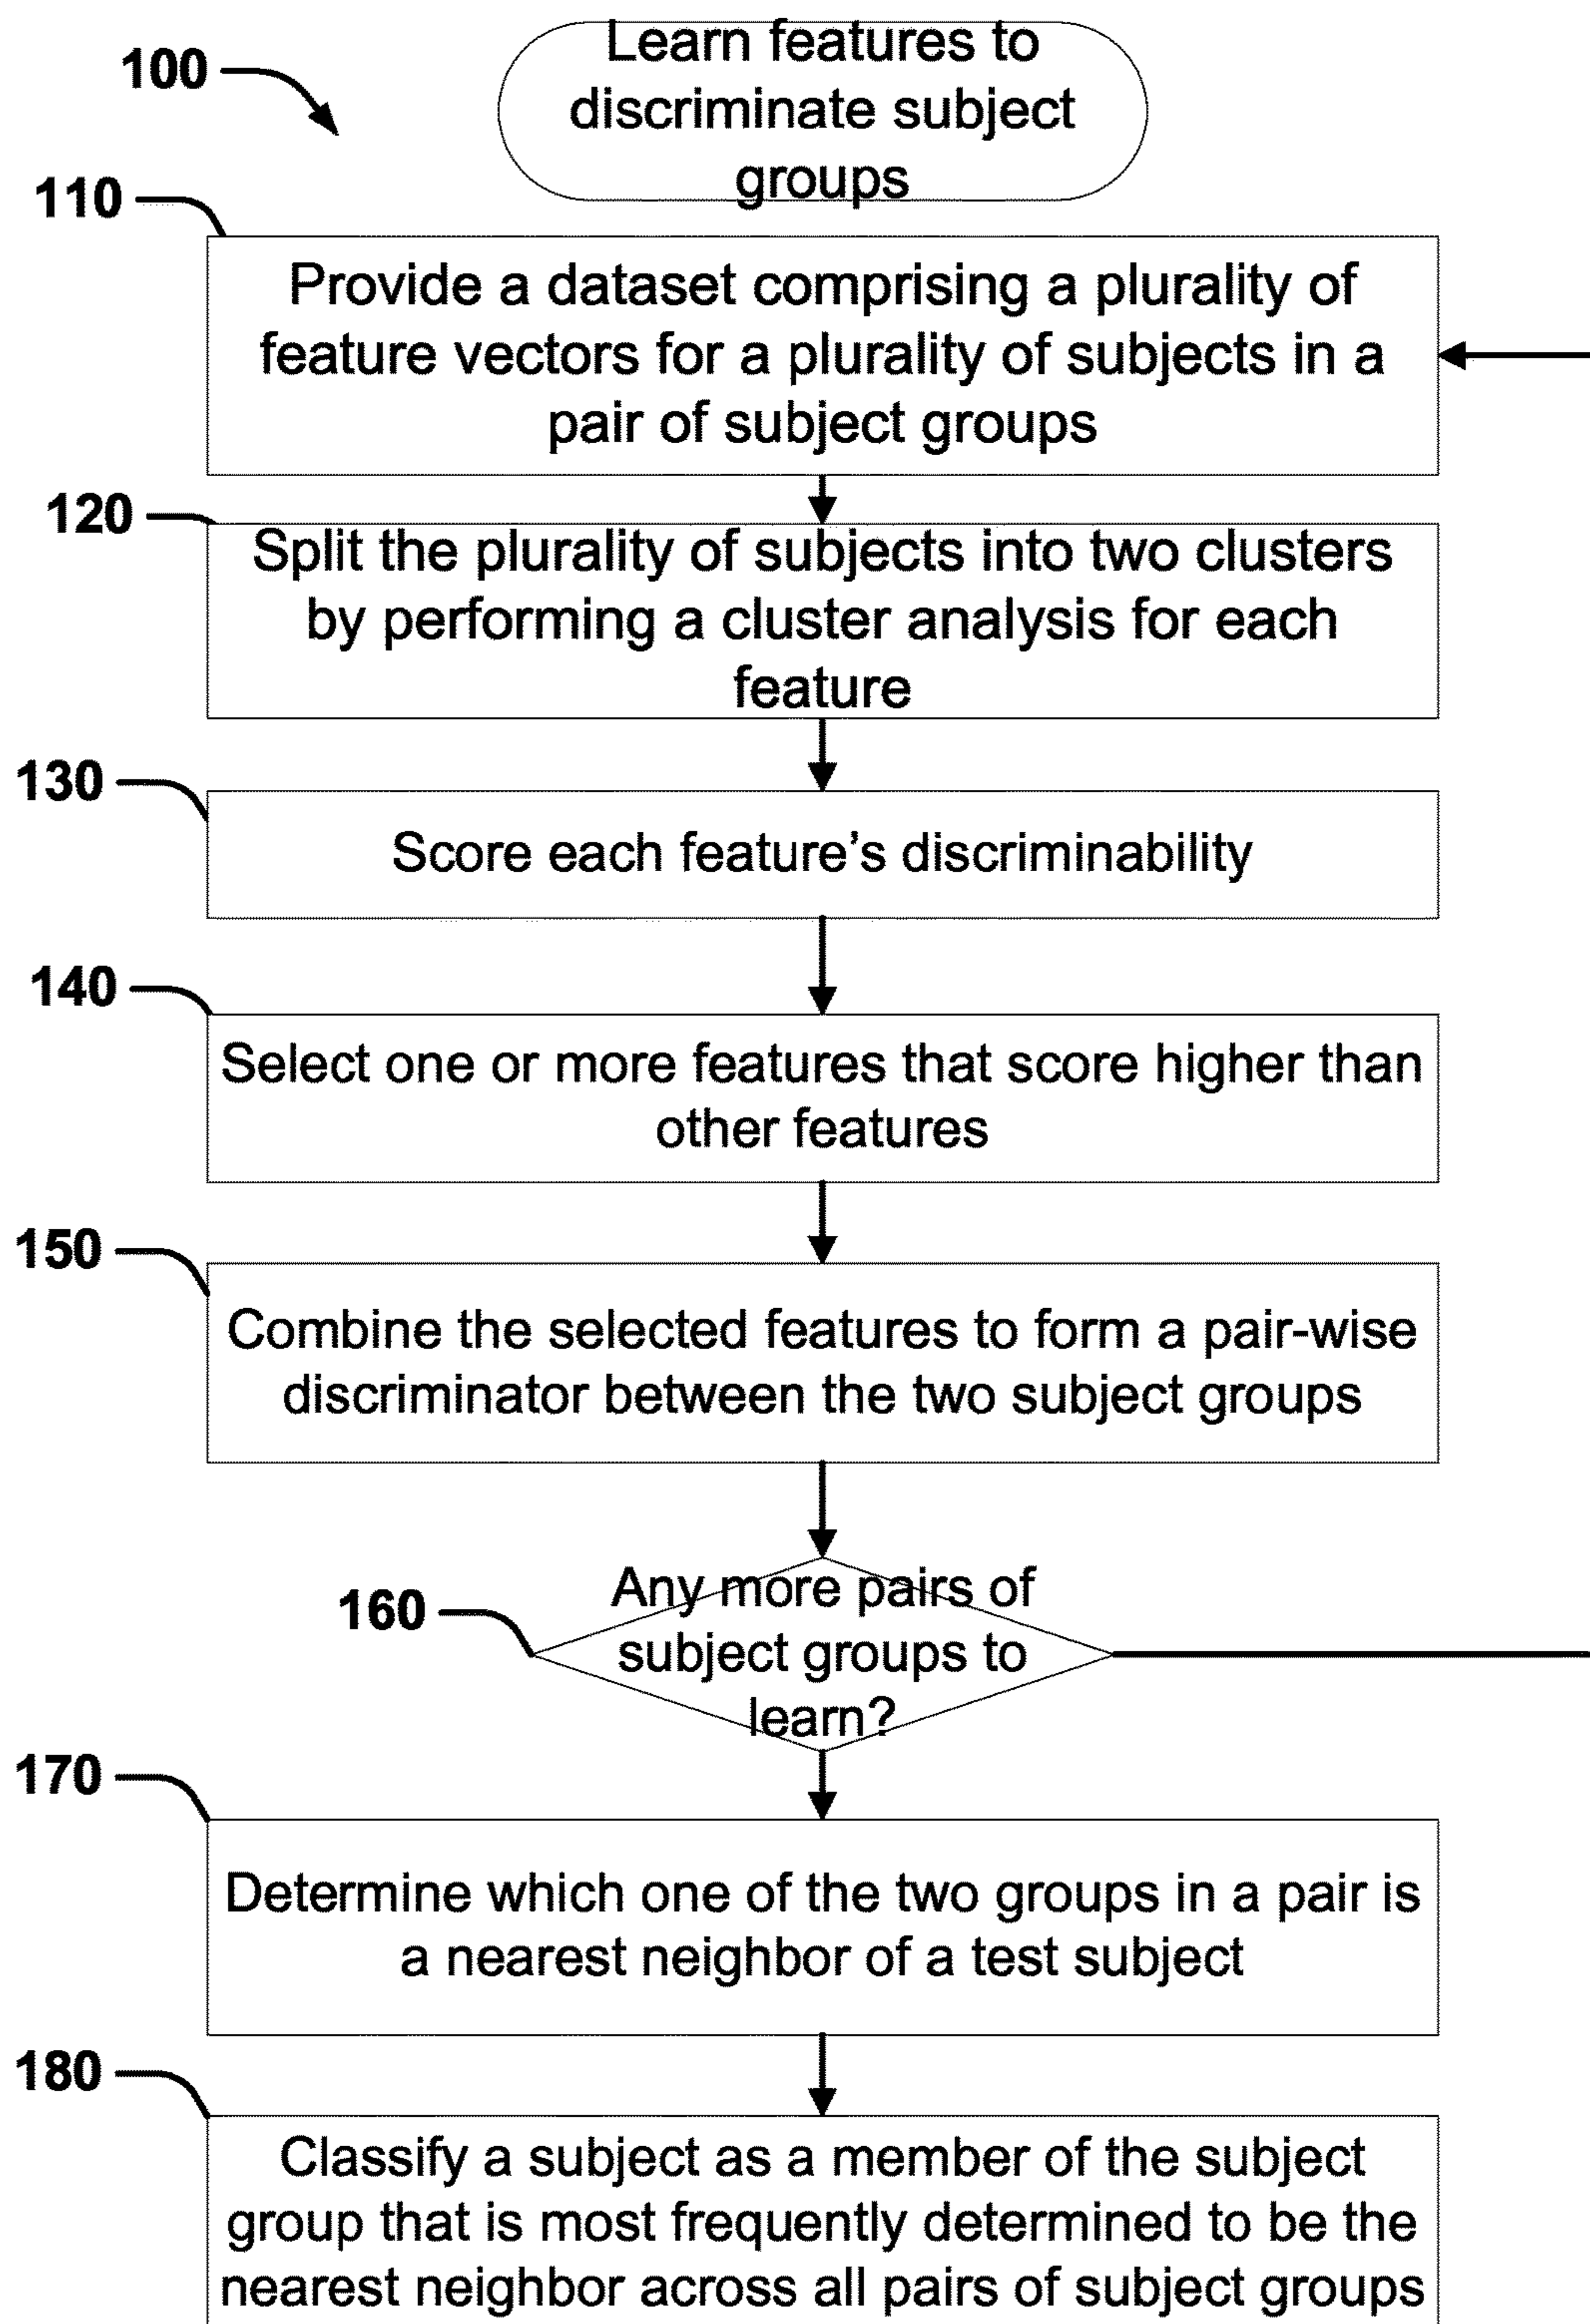 100
Learn features to
discriminate subject
groups
110
Provide a dataset comprising a plurality of
feature vectors for a plurality of subjects in a
pair of subject groups
120
Split the plurality of subjects into two clusters
by performing a cluster analysis for each
feature
130
Score each feature’s discriminability
140
Select one or more features that score higher than
other features
150
Combine the selected features to form a pair-wise
discriminator between the two subject groups
160
Any more pairs of
subject groups to
learn?
170
Determine which one of the two groups in a pair is
a nearest neighbor of a test subject
180
Classify a subject as a member of the subject
group that is most frequently determined to be the
nearest neighbor across all pairs of subject groups